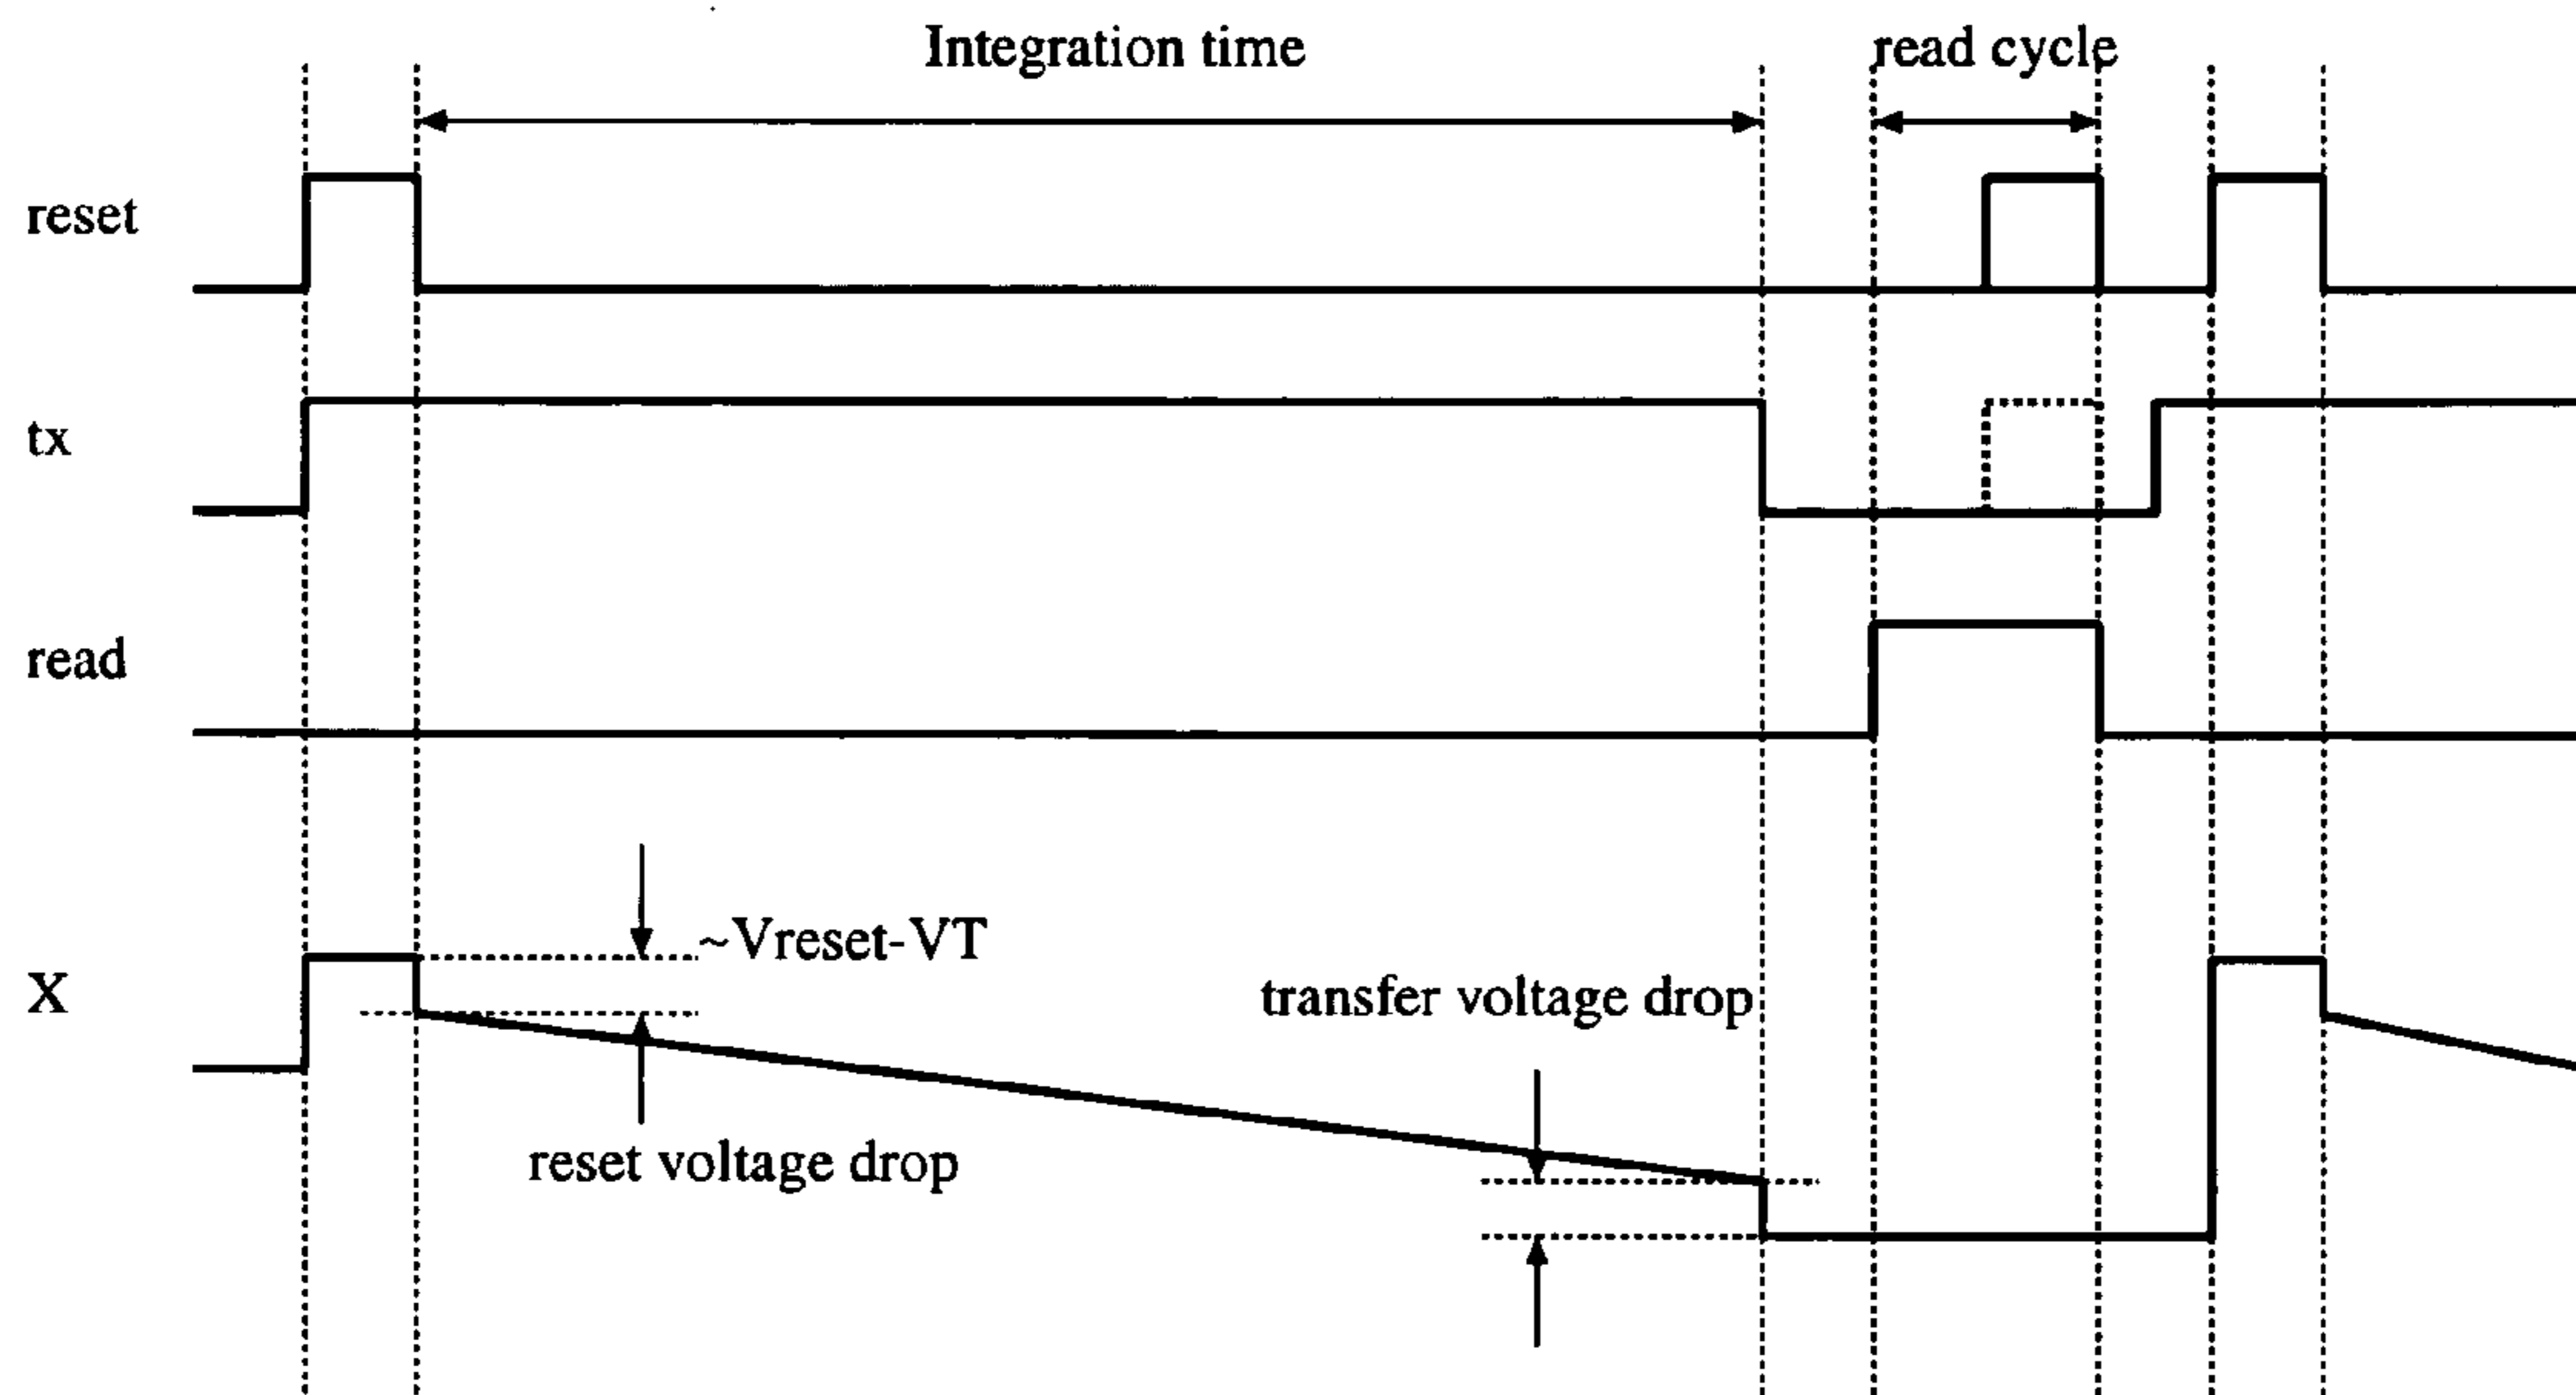 Integration time
read cycle
reset
tx
read
~Vreset-VT
X
transfer voltage drop
reset voltage drop